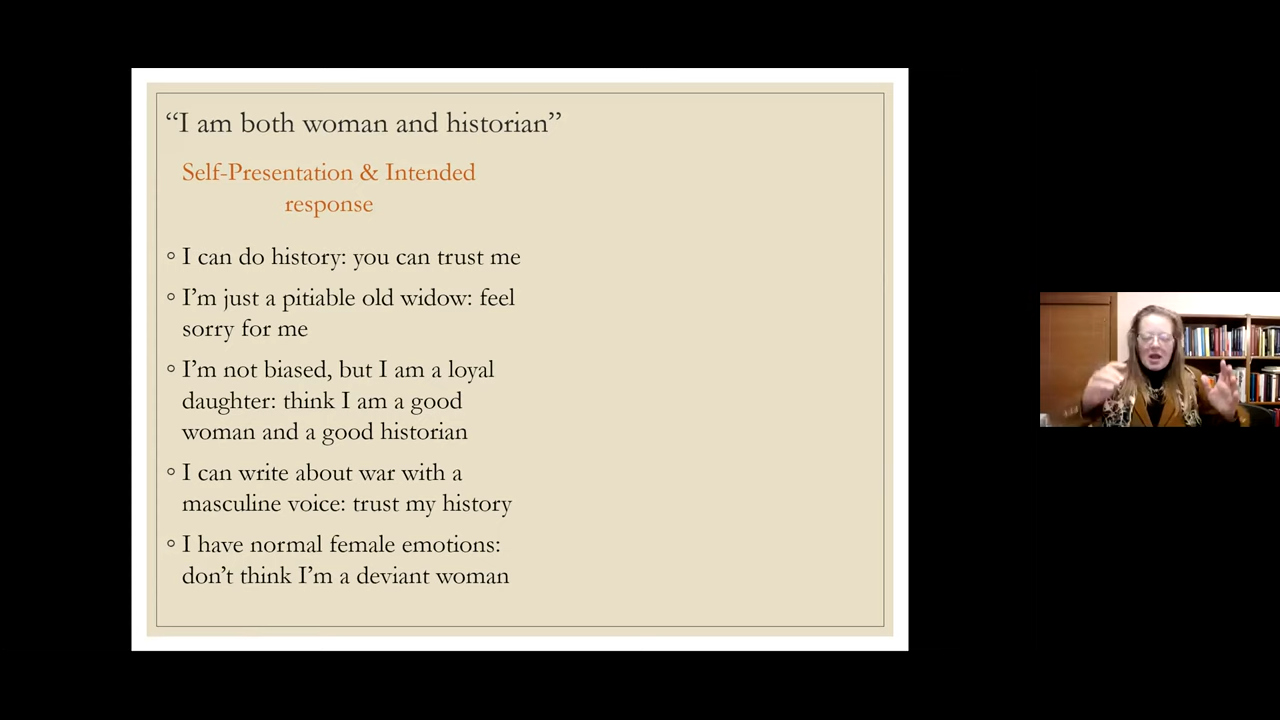 “I am both woman and historian”
Self-Presentation & Intended
response
◦ I can do history: you can trust me
◦ I’m just a pitiable old widow: feel
sorry for me
◦ I’m not biased, but I am a loyal
daughter: think I am a good
woman and a good historian
◦ I can write about war with a
masculine voice: trust my history
◦ I have normal female emotions:
don’t think I’m a deviant woman